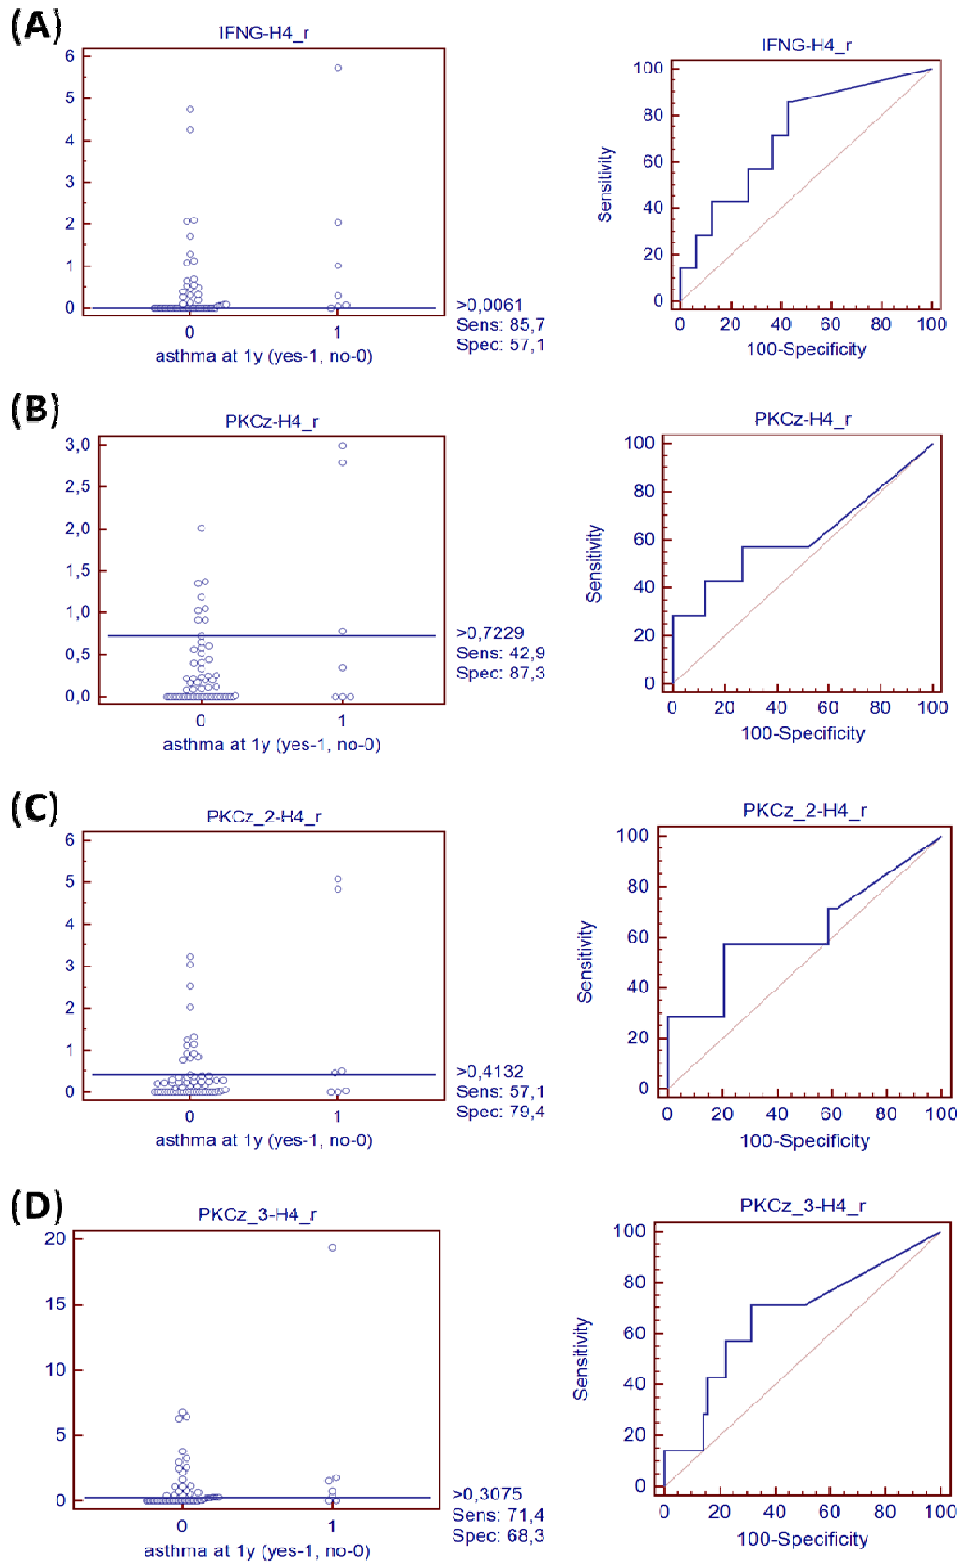 (A)
IFNG-H4_r
6
5
4
3
2
1
0
0
1
asthma at 1y (yes-1, no-0)
>0,0061
Sens: 85,7
Spec: 57,1
IFNG-H4_r
Sensitivity
100
80
60
40
20
0
0 20 40 60 80 100
100-Specificity
(B)
PKCz-H4_r
3,0
2,5
2,0
1,5
1,0
0,5
0,0
0
1
asthma at 1y (yes-1, no-0)
>0,7229
Sens: 42,9
Spec: 87,3
PKCz-H4_r
Sensitivity
100
80
60
40
20
0
0 20 40 60 80 100
100-Specificity
(C)
PKCz_2-H4_r
6
5
4
3
2
1
0
0
1
asthma at 1y (yes-1, no-0)
>0,4132
Sens: 57,1
Spec: 79,4
PKCz_2-H4_r
Sensitivity
100
80
60
40
20
0
0 20 40 60 80 100
100-Specificity
(D)
PKCz_3-H4_r
20
15
10
5
0
0
1
asthma at 1y (yes-1, no-0)
>0,3075
Sens: 71,4
Spec: 68,3
PKCz_3-H4_r
Sensitivity
100
80
60
40
20
0
0 20 40 60 80 100
100-Specificity